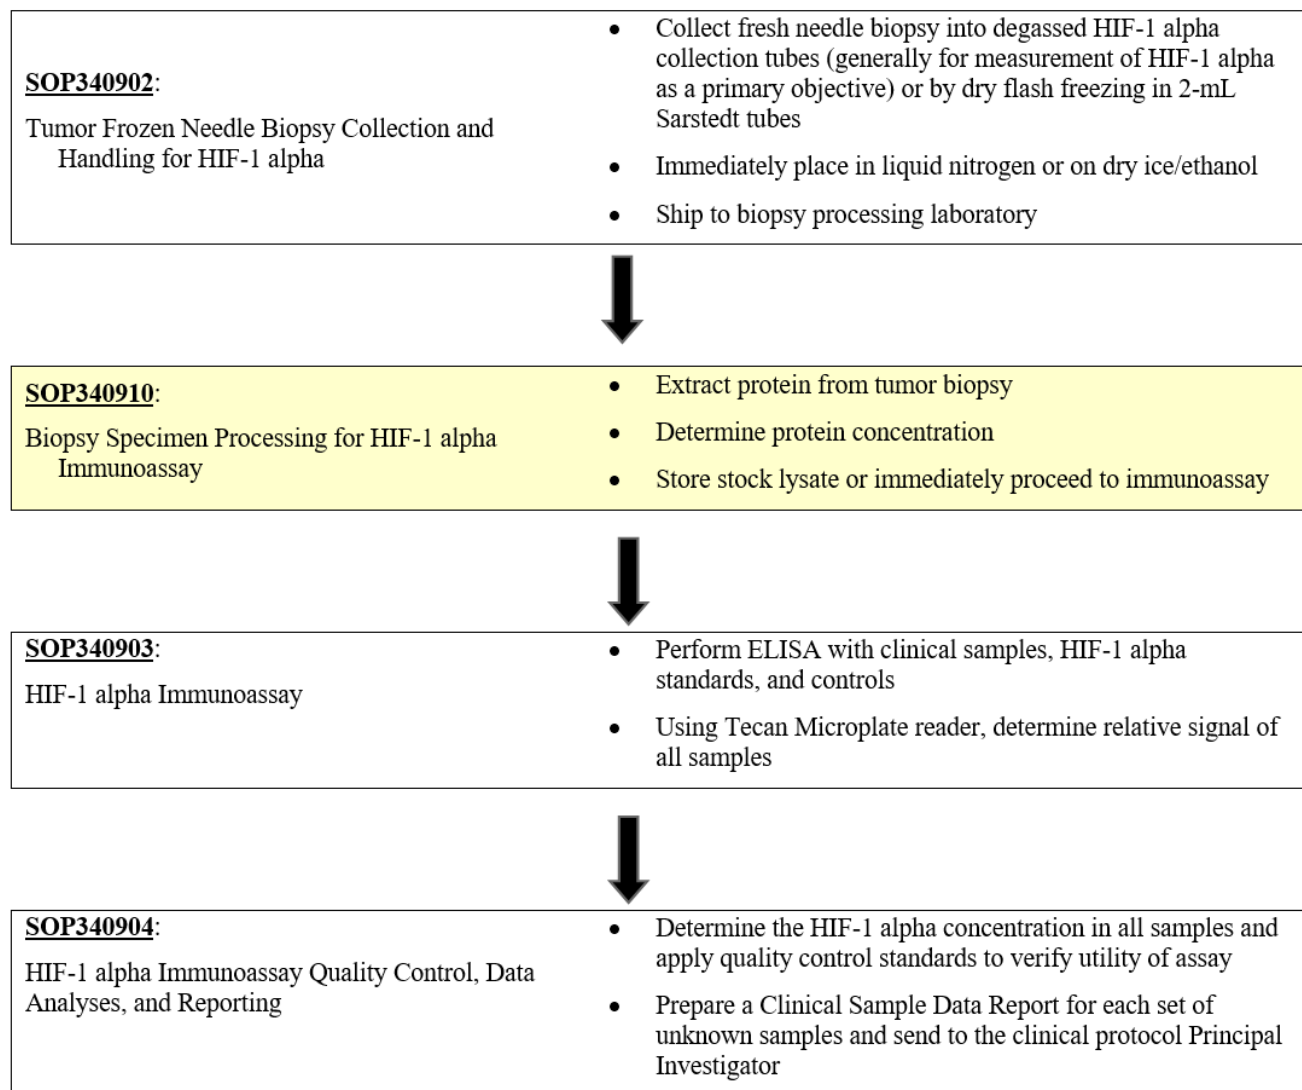 SOP340902:
Tumor Frozen Needle Biopsy Collection and
Handling for HIF-1 alpha
• Collect fresh needle biopsy into degassed HIF-1 alpha
collection tubes (generally for measurement of HIF-1 alpha
as a primary objective) or by dry flash freezing in 2-mL
Sarstedt tubes
• Immediately place in liquid nitrogen or on dry ice/ethanol
• Ship to biopsy processing laboratory
SOP340910:
Biopsy Specimen Processing for HIF-1 alpha
Immunoassay
• Extract protein from tumor biopsy
• Determine protein concentration
• Store stock lysate or immediately proceed to immunoassay
SOP340903:
HIF-1 alpha Immunoassay
• Perform ELISA with clinical samples, HIF-1 alpha
standards, and controls
• Using Tecan Microplate reader, determine relative signal of
all samples
SOP340904:
HIF-1 alpha Immunoassay Quality Control, Data
Analyses, and Reporting
• Determine the HIF-1 alpha concentration in all samples and
apply quality control standards to verify utility of assay
• Prepare a Clinical Sample Data Report for each set of
unknown samples and send to the clinical protocol Principal
Investigator